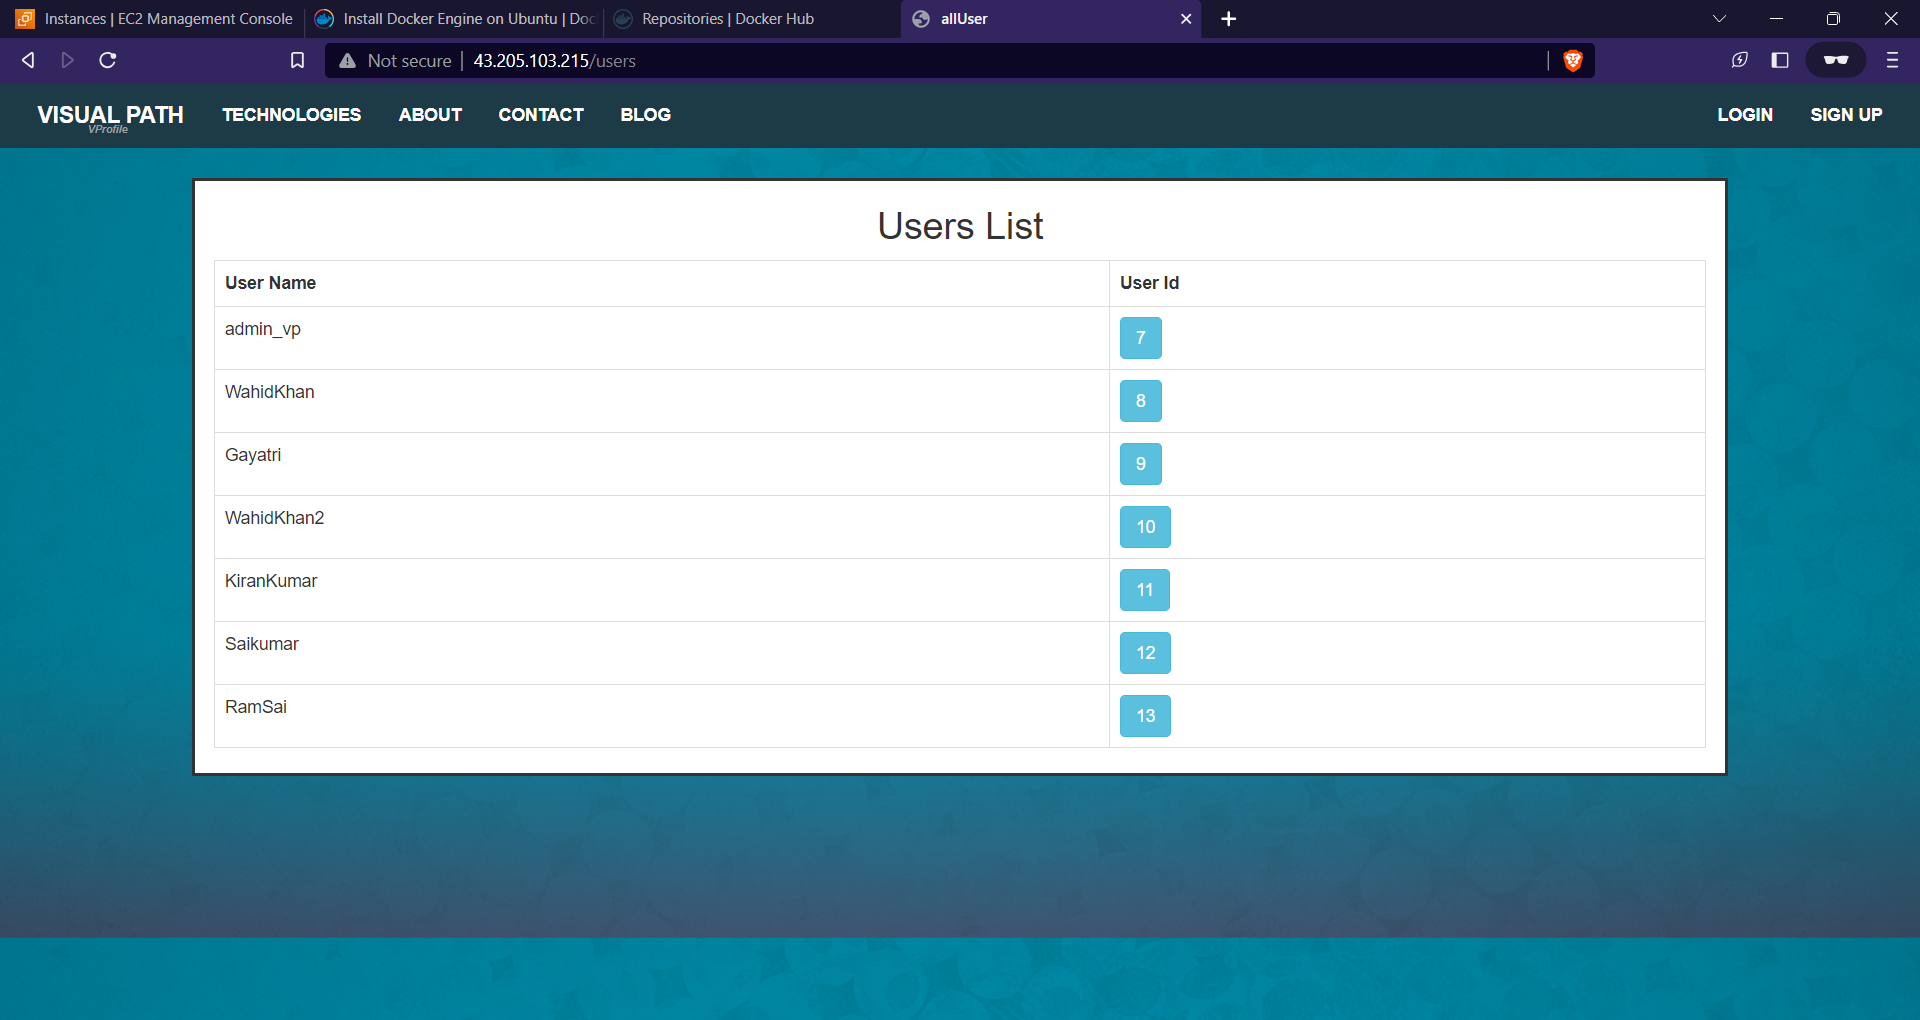 Instances | EC2 Management Console
Install Docker Engine on Ubuntu | Doc
Repositories | Docker Hub
allUser
Not secure
43.205.103.215/users
VISUAL PATH
VProfile
TECHNOLOGIES
ABOUT
CONTACT
BLOG
LOGIN
SIGN UP
Users List
User Name User Id
admin_vp 7
WahidKhan 8
Gayatri 9
WahidKhan2 10
KiranKumar 11
Saikumar 12
RamSai 13